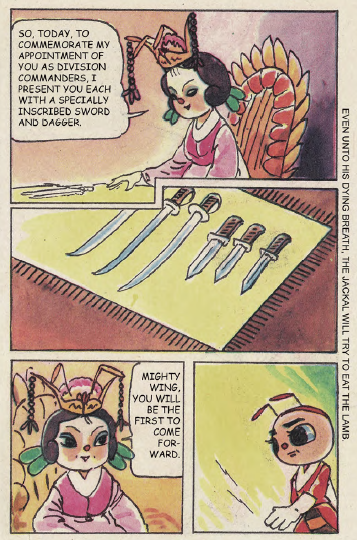 SO, TODAY, TO
COMMEMORATE MY
APPOINTMENT OF
YOU AS DIVISION
COMMANDERS, I
PRESENT YOU EACH
WITH A SPECIALLY
INSCRIBED SWORD
AND DAGGER.
MIGHTY
WING,
YOU WILL
BE THE
FIRST TO
COME
FOR-
WARD.
EVEN UNTO HIS DYING BREATH, THE JACKAL WILL TRY TO EAT THE LAMB.